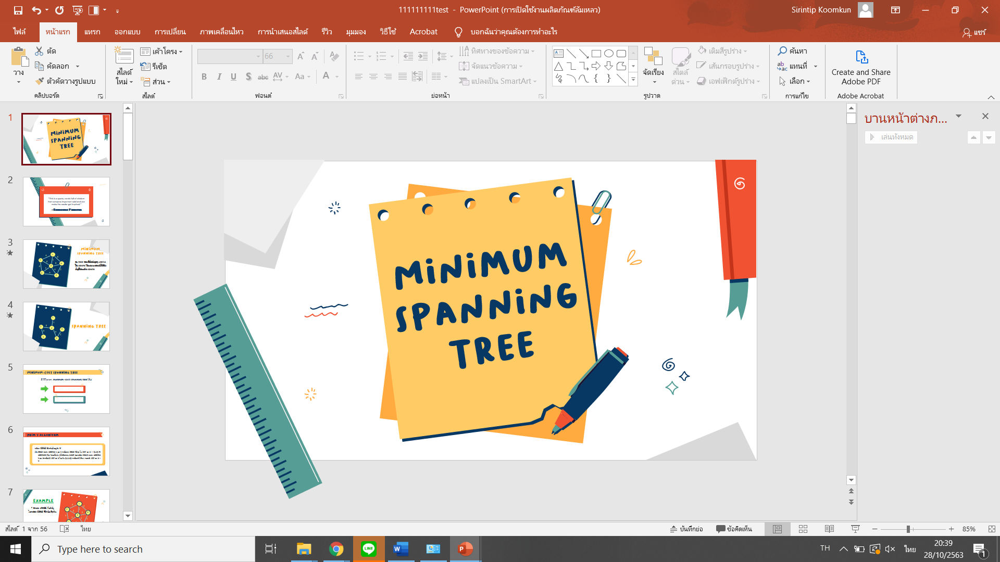 111111111test - PowerPoint (การเปิดใช้งานผลิตภัณฑ์ล้มเหลว)
Sirintip Koomkun
ไฟล์ หน้าแรก แทรก ออกแบบ การเปลี่ยน ภาพเคลื่อนไหว การนำเสนอสไลด์ รีวิว มุมมอง วิธีใช้ Acrobat บอกฉันว่าคุณต้องการทำอะไร แชร์
วาง
ตัด
คัดลอก
ตัวคัดวางรูปแบบ
คลิปบอร์ด
สไลด์ใหม่
เค้าโครง
รีเซ็ต
ส่วน
สไลด์
66
B I U S abc AV Aa A
ฟอนต์
ทิศทางของข้อความ
จัดแนวข้อความ
แปลงเป็น SmartArt
ย่อหน้า
จัดเรียง
สไตล์ด่วน
เติมสีรูปร่าง
เส้นกรอบรูปร่าง
เอฟเฟ็กต์รูปร่าง
รูปวาด
ค้นหา
แทนที่
เลือก
การแก้ไข
Create and Share
Adobe PDF
Adobe Acrobat
บานหน้าต่างภ...
เล่นทั้งหมด
1
MINIMUM
SPANNING
TREE
2
3
MINIMUM
SPANNING TREE
4
SPANNING TREE
5
MINIMUM-COST SPANNING TREE
6
PRIM'S ALGORITHM
7
EXAMPLE
MINIMUM
SPANNING
TREE
สไลด์ 1 จาก 56
ไทย
บันทึกย่อ
ข้อคิดเห็น
85%
Type here to search
LINE
TH
ไทย
20:39
28/10/2563
1